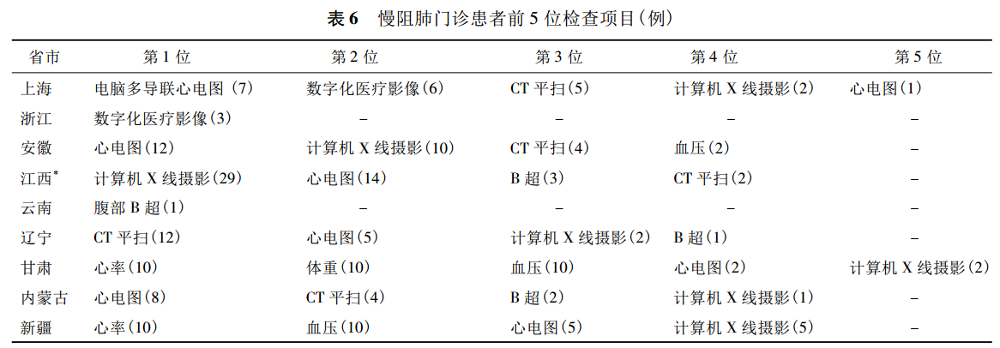 表 6 慢阻肺门诊患者前 5 位检查项目(例)
省市 第 1 位 第 2 位 第 3 位 第 4 位 第 5 位
上海 电脑多导联心电图 (7) 数字化医疗影像(6) CT 平扫(5) 计算机 X 线摄影(2) 心电图(1)
浙江 数字化医疗影像(3) – – – –
安徽 心电图(12) 计算机 X 线摄影(10) CT 平扫(4) 血压(2) –
江西* 计算机 X 线摄影(29) 心电图(14) B 超(3) CT 平扫(2) –
云南 腹部 B 超(1) – – – –
辽宁 CT 平扫(12) 心电图(5) 计算机 X 线摄影(2) B 超(1) –
甘肃 心率(10) 体重(10) 血压(10) 心电图(2) 计算机 X 线摄影(2)
内蒙古 心电图(8) CT 平扫(4) B 超(2) 计算机 X 线摄影(1) –
新疆 心率(10) 血压(10) 心电图(5) 计算机 X 线摄影(5) –